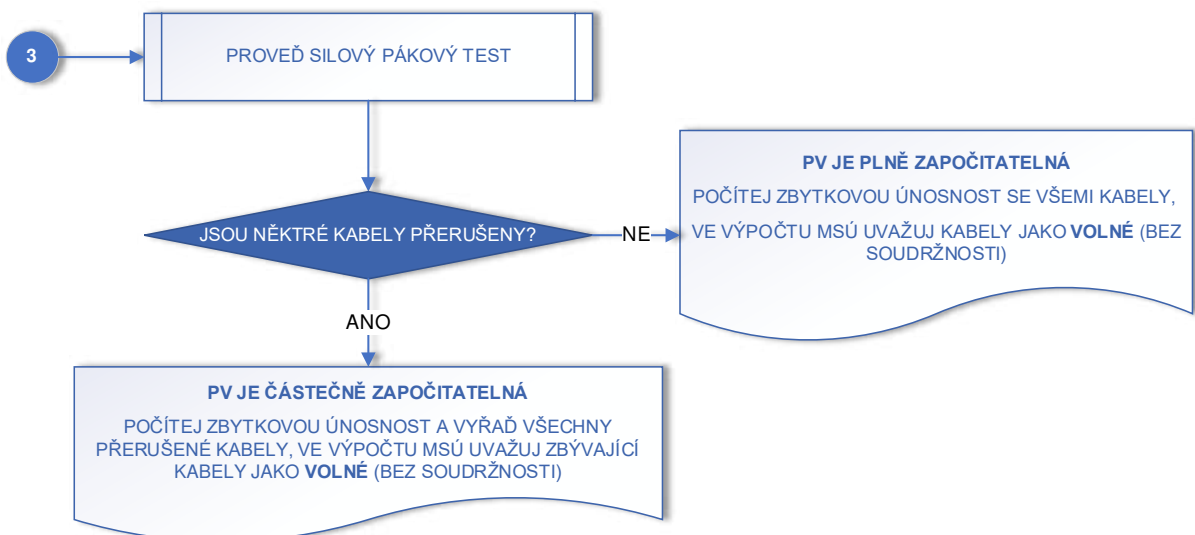 3
PROVEĎ SILOVÝ PÁKOVÝ TEST
JSOU NĚKTRÉ KABELY PŘERUŠENY?
NE
PV JE PLNĚ ZAPOČITATELNÁ
POČÍTEJ ZBYTKOVOU ÚNOSNOST SE VŠEMI KABELY,
VE VÝPOČTU MSÚ UVAŽUJ KABELY JAKO VOLNÉ (BEZ
SOUDRŽNOSTI)
ANO
PV JE ČÁSTEČNĚ ZAPOČITATELNÁ
POČÍTEJ ZBYTKOVOU ÚNOSNOST A VYŘAĎ VŠECHNY
PŘERUŠENÉ KABELY, VE VÝPOČTU MSÚ UVAŽUJ ZBÝVAJÍCÍ
KABELY JAKO VOLNÉ (BEZ SOUDRŽNOSTI)